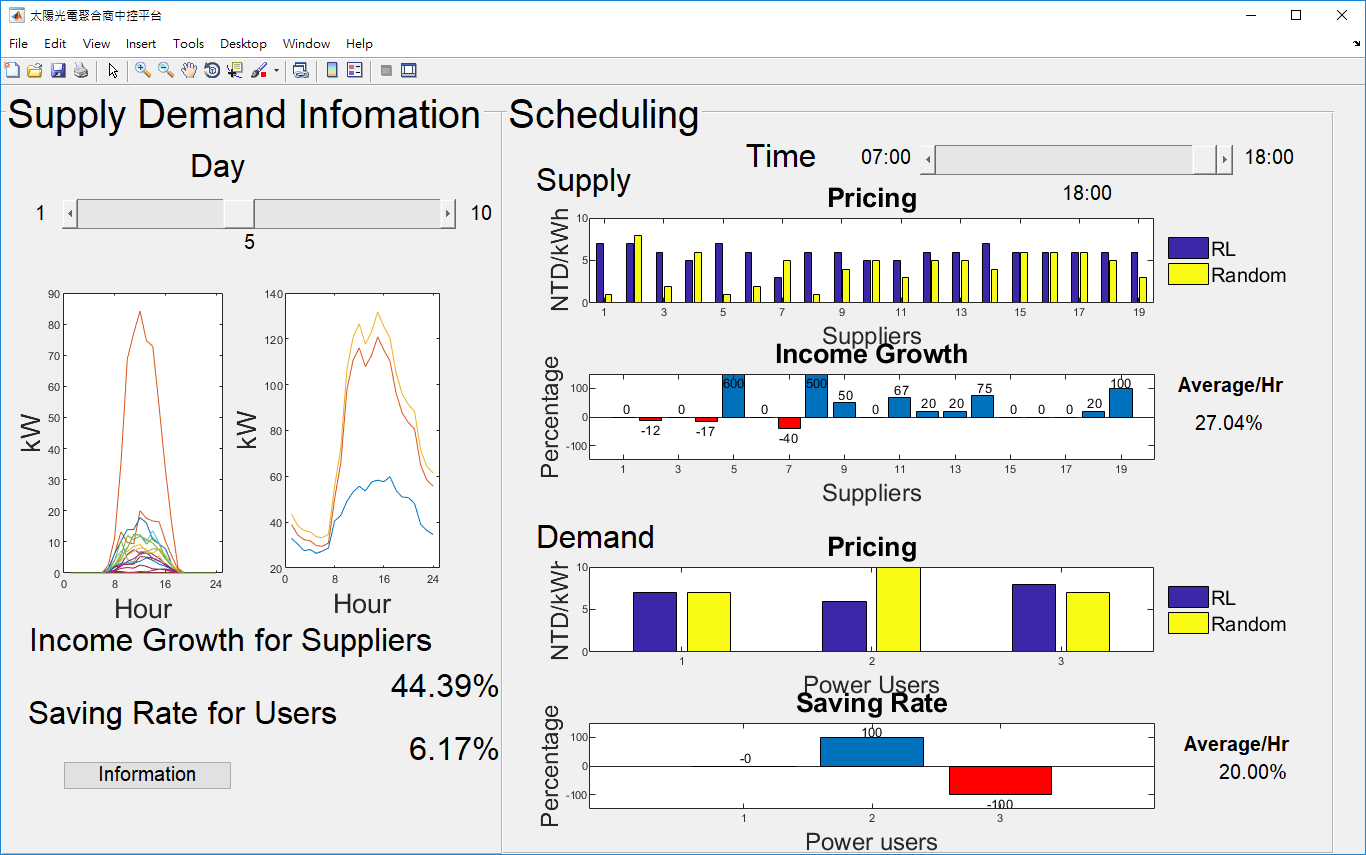 太陽光電聚合商中控平台
File Edit View Insert Tools Desktop Window Help
Supply Demand Infomation
Day
1 10
5
90
80
70
60
50
40
30
20
10
0
0 8 16 24
kW
Hour
140
120
100
80
60
40
20
0 8 16 24
kW
Hour
Income Growth for Suppliers
44.39%
Saving Rate for Users
6.17%
Information
Scheduling
Time 07:00 18:00
18:00
Supply
Pricing
NTD/kWh
10
5
0
1 3 5 7 9 11 13 15 17 19
Suppliers
RL
Random
Income Growth
Percentage
100
0
-100
0 -12 0 -17 600 0 -40 500 50 0 67 20 20 75 0 0 0 20 100
1 3 5 7 9 11 13 15 17 19
Suppliers
Average/Hr
27.04%
Demand
Pricing
NTD/kWh
10
5
0
1 2 3
Power Users
RL
Random
Saving Rate
Percentage
100
0
-100
-0 100 -100
1 2 3
Power users
Average/Hr
20.00%